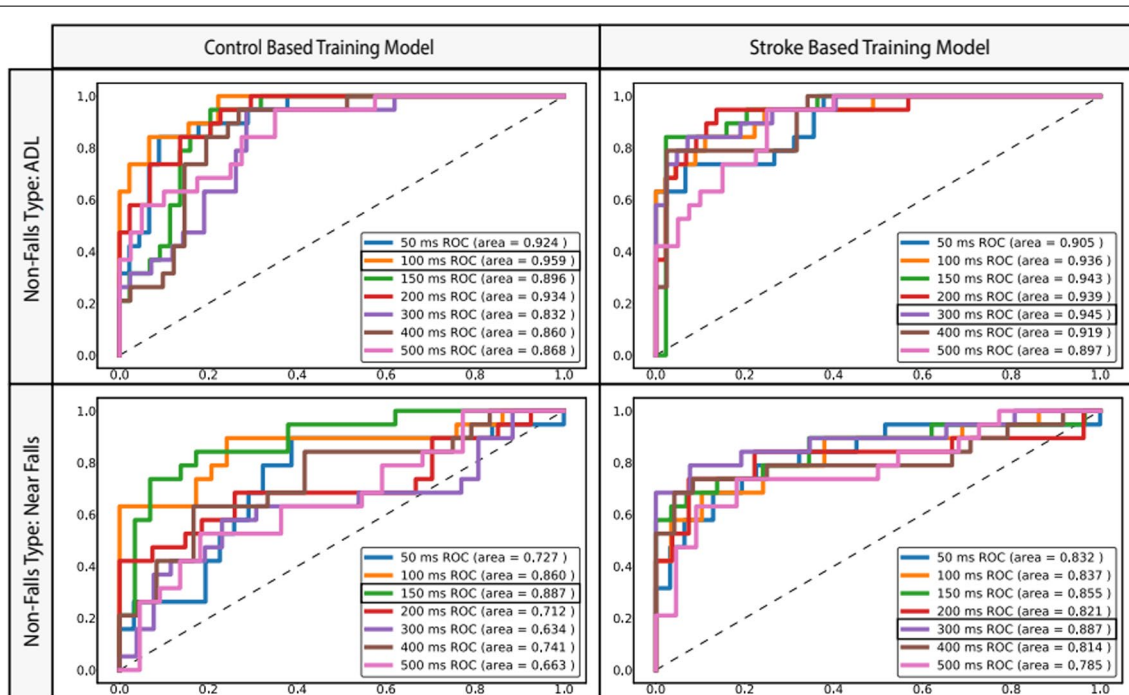 Control Based Training Model
Stroke Based Training Model
Non-Falls Type: ADL
1.0
0.8
0.6
0.4
0.2
0.0
0.0 0.2 0.4 0.6 0.8 1.0
50 ms ROC (area = 0.924 )
100 ms ROC (area = 0.959 )
150 ms ROC (area = 0.896 )
200 ms ROC (area = 0.934 )
300 ms ROC (area = 0.832 )
400 ms ROC (area = 0.860 )
500 ms ROC (area = 0.868 )
1.0
0.8
0.6
0.4
0.2
0.0
0.0 0.2 0.4 0.6 0.8 1.0
50 ms ROC (area = 0.905 )
100 ms ROC (area = 0.936 )
150 ms ROC (area = 0.943 )
200 ms ROC (area = 0.939 )
300 ms ROC (area = 0.945 )
400 ms ROC (area = 0.919 )
500 ms ROC (area = 0.897 )
Non-Falls Type: Near Falls
1.0
0.8
0.6
0.4
0.2
0.0
0.0 0.2 0.4 0.6 0.8 1.0
50 ms ROC (area = 0.727 )
100 ms ROC (area = 0.860 )
150 ms ROC (area = 0.887 )
200 ms ROC (area = 0.712 )
300 ms ROC (area = 0.634 )
400 ms ROC (area = 0.741 )
500 ms ROC (area = 0.663 )
1.0
0.8
0.6
0.4
0.2
0.0
0.0 0.2 0.4 0.6 0.8 1.0
50 ms ROC (area = 0.832 )
100 ms ROC (area = 0.837 )
150 ms ROC (area = 0.855 )
200 ms ROC (area = 0.821 )
300 ms ROC (area = 0.887 )
400 ms ROC (area = 0.814 )
500 ms ROC (area = 0.785 )